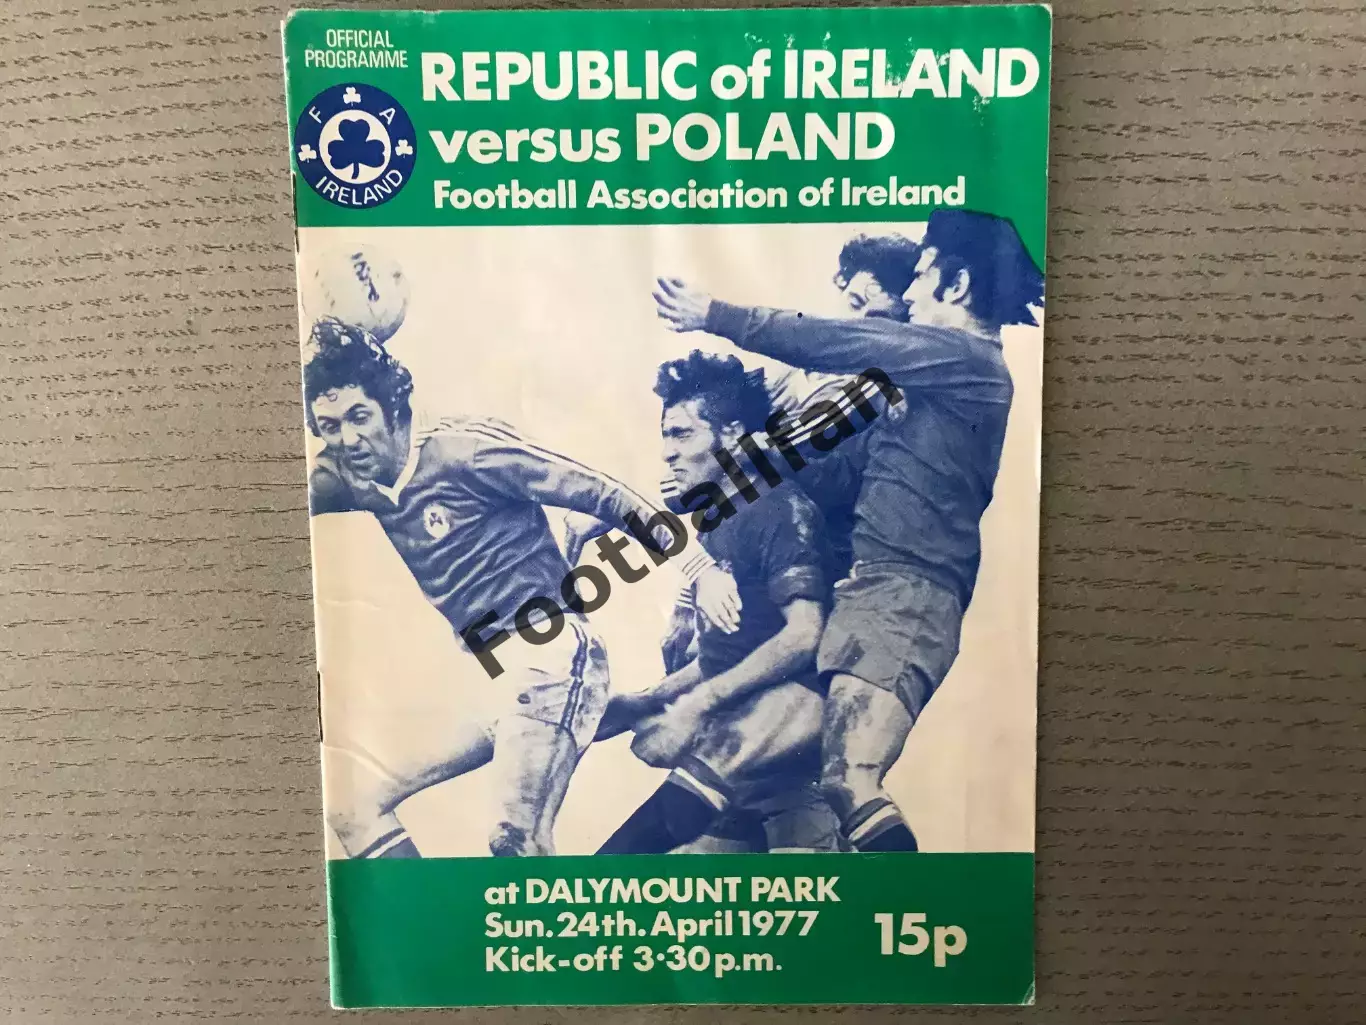 OFFICIAL
PROGRAMME
F A
IRELAND
REPUBLIC of IRELAND
versus POLAND
Football Association of Ireland
Footballfan
at DALYMOUNT PARK
Sun.24th.April 1977
Kick-off 3·30p.m.
15p